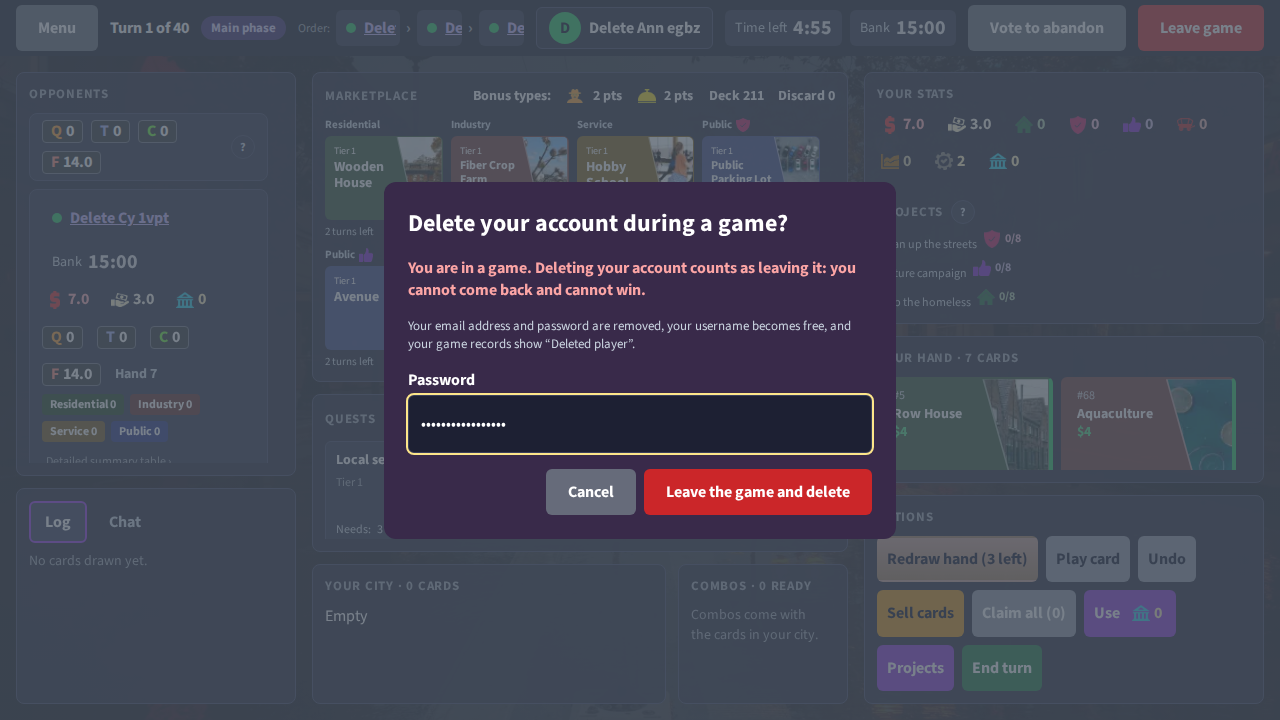 Menu
Turn 1 of 40
Main phase
Order:
Dele
›
De
›
De
D
Delete Ann egbz
Time left 4:55
Bank 15:00
Vote to abandon
Leave game
OPPONENTS
Q 0
T 0
C 0
F 14.0
?
Delete Cy 1vpt
Bank 15:00
7.0
3.0
0
Q 0
T 0
C 0
F 14.0
Hand 7
Residential 0
Industry 0
Service 0
Public 0
Detailed summary table ›
Log
Chat
No cards drawn yet.
MARKETPLACE
Bonus types:
2 pts
2 pts
Deck 211
Discard 0
Residential
Industry
Service
Public
Tier 1
Wooden
House
Tier 1
Fiber Crop
Farm
Tier 1
Hobby
School
Tier 1
Public
Parking Lot
2 turns left
Public
Tier 1
Avenue
2 turns left
QUESTS
Local se
Tier 1
Needs: 3
Delete your account during a game?
You are in a game. Deleting your account counts as leaving it: you
cannot come back and cannot win.
Your email address and password are removed, your username becomes free, and
your game records show “Deleted player”.
Password
•••••••••••••••••
Cancel
Leave the game and delete
YOUR CITY · 0 CARDS
Empty
COMBOS · 0 READY
Combos come with
the cards in your city.
YOUR STATS
7.0
3.0
0
0
0
0
0
2
0
OJECTS
?
an up the streets
0/8
ture campaign
0/8
o the homeless
0/8
UR HAND · 7 CARDS
#5
Row House
$4
#68
Aquaculture
$4
TIONS
Redraw hand (3 left)
Play card
Undo
Sell cards
Claim all (0)
Use
0
Projects
End turn